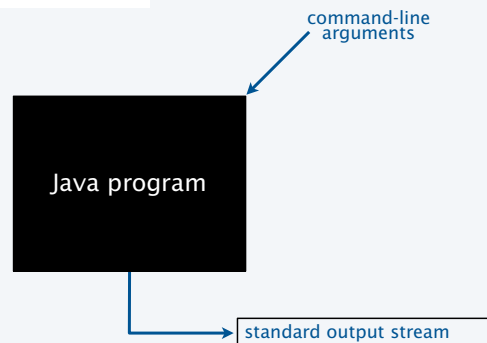 command-line
arguments
Java program
standard output stream